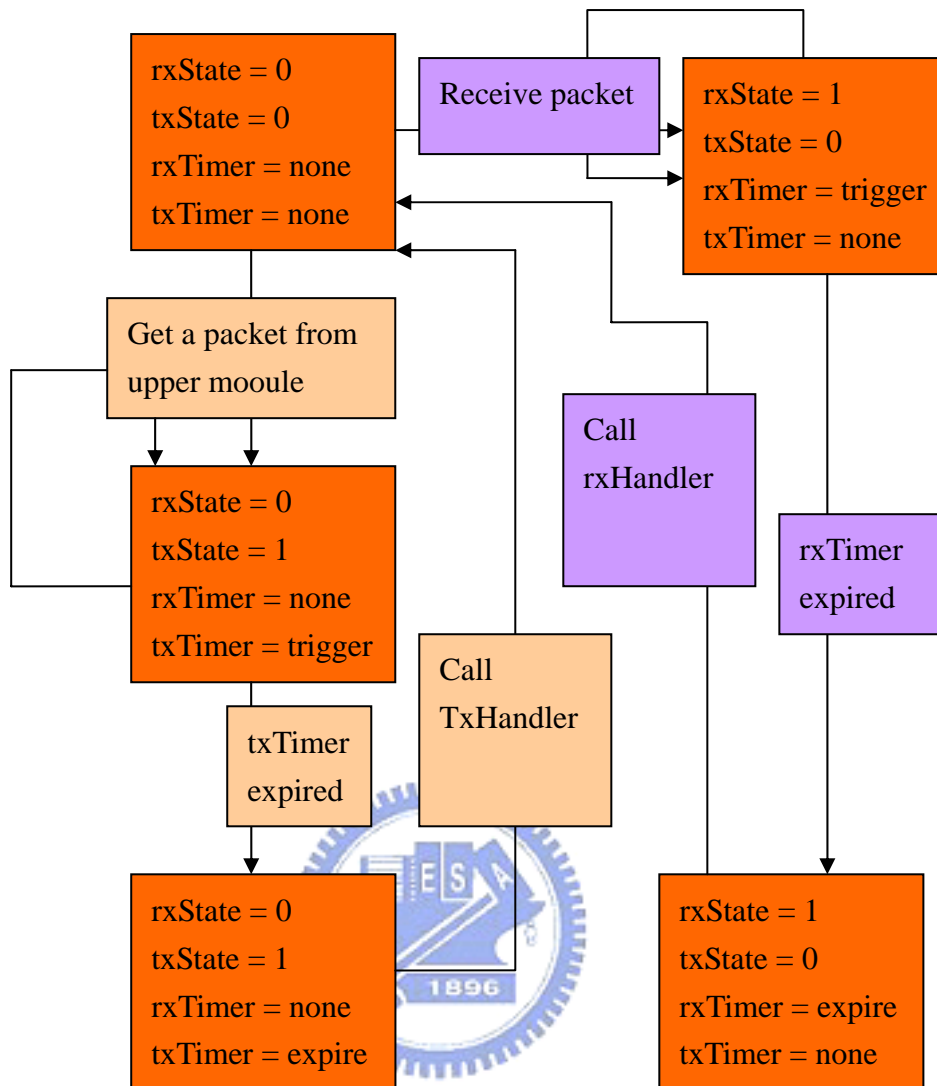 rxState = 0
txState = 0
rxTimer = none
txTimer = none
Receive packet
rxState = 1
txState = 0
rxTimer = trigger
txTimer = none
Get a packet from
upper mooule
Call
rxHandler
rxState = 0
txState = 1
rxTimer = none
txTimer = trigger
rxTimer
expired
Call
TxHandler
txTimer
expired
E S A
rxState = 0
txState = 1
rxTimer = none
txTimer = expire
1896
rxState = 1
txState = 0
rxTimer = expire
txTimer = none